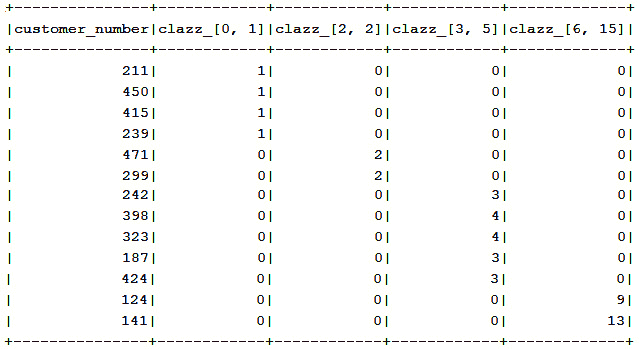 +---------------+------------+------------+------------+-------------+
|customer_number|clazz_[0, 1]|clazz_[2, 2]|clazz_[3, 5]|clazz_[6, 15]|
+---------------+------------+------------+------------+-------------+
|            211|           1|           0|           0|            0|
|            450|           1|           0|           0|            0|
|            415|           1|           0|           0|            0|
|            239|           1|           0|           0|            0|
|            471|           0|           2|           0|            0|
|            299|           0|           2|           0|            0|
|            242|           0|           0|           3|            0|
|            398|           0|           0|           4|            0|
|            323|           0|           0|           4|            0|
|            187|           0|           0|           3|            0|
|            424|           0|           0|           3|            0|
|            124|           0|           0|           0|            9|
|            141|           0|           0|           0|           13|
+---------------+------------+------------+------------+-------------+